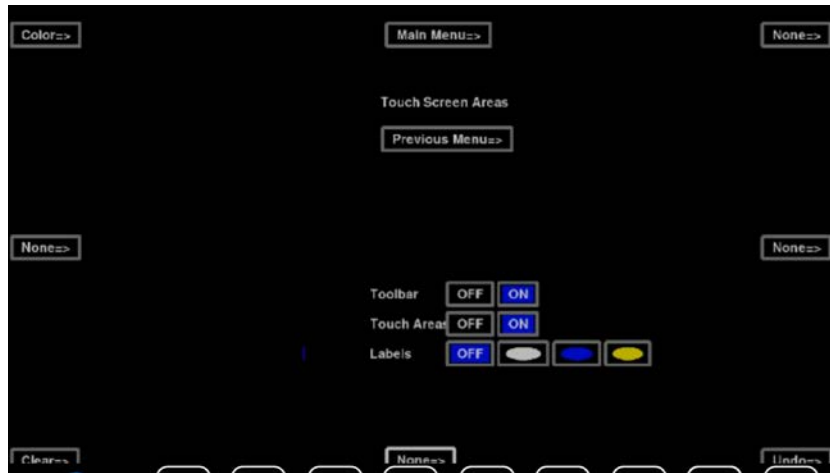 Color=> Main Menu=> None=>
Touch Screen Areas
Previous Menu=>
None=> None=>
Toolbar OFF ON
Touch Areas OFF ON
Labels OFF
Clear=> None=> Undo=>